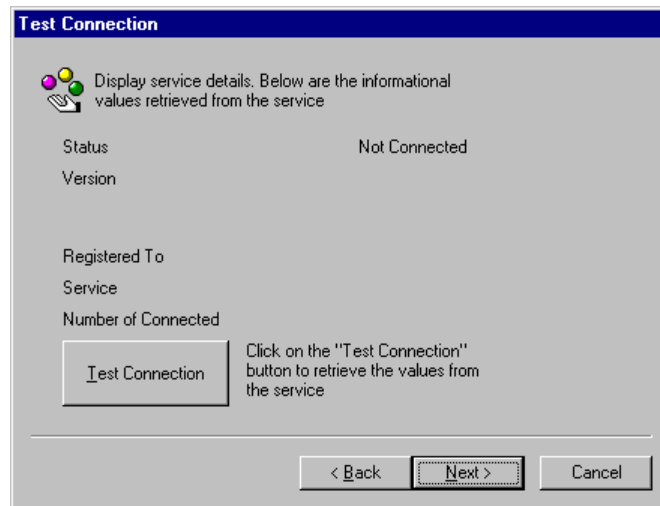 Test Connection
Display service details. Below are the informational
values retrieved from the service
Status Not Connected
Version
Registered To
Service
Number of Connected
Test Connection
Click on the "Test Connection"
button to retrieve the values from
the service
< Back Next > Cancel